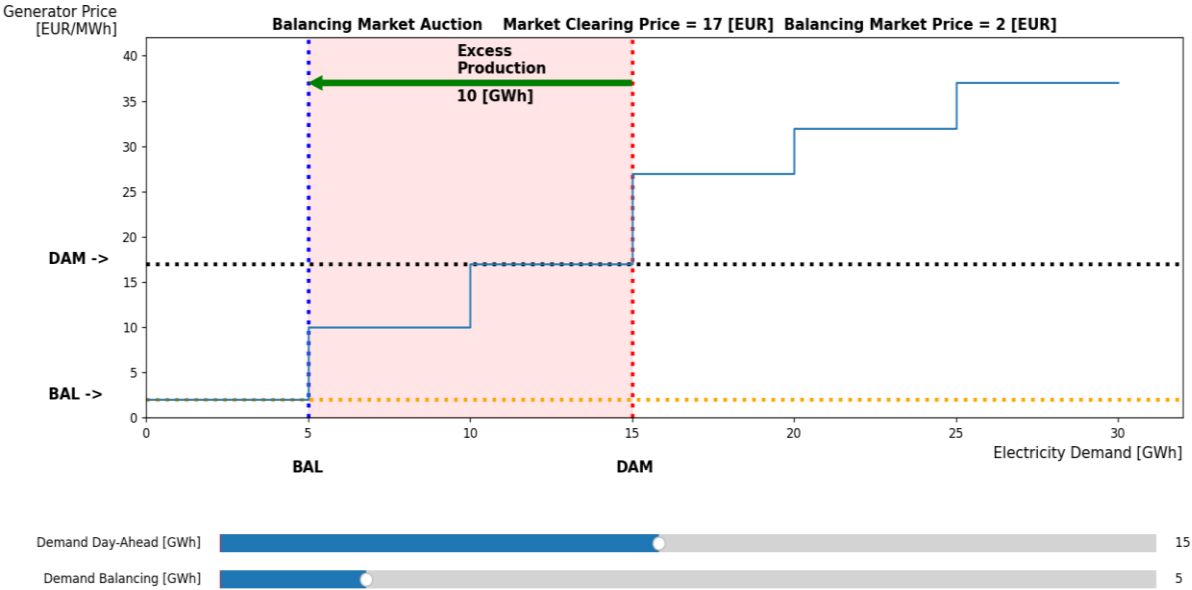 Generator Price
[EUR/MWh]
Balancing Market Auction    Market Clearing Price = 17 [EUR]  Balancing Market Price = 2 [EUR]
40
Excess
Production
35
10 [GWh]
30
25
20
DAM ->
15
10
5
BAL ->
0
0 5 10 15 20 25 30
Electricity Demand [GWh]
BAL DAM
Demand Day-Ahead [GWh] 15
Demand Balancing [GWh] 5